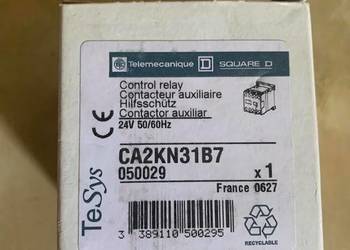 Telemecanique SQUARE D
Control relay
Contacteur auxiliaire
Hilfsschütz
Contactor auxiliar
24V 50/60Hz
CA2KN31B7
050029 x 1
France 0627
TeSys
CE
RECYCLABLE
3 389110 500295